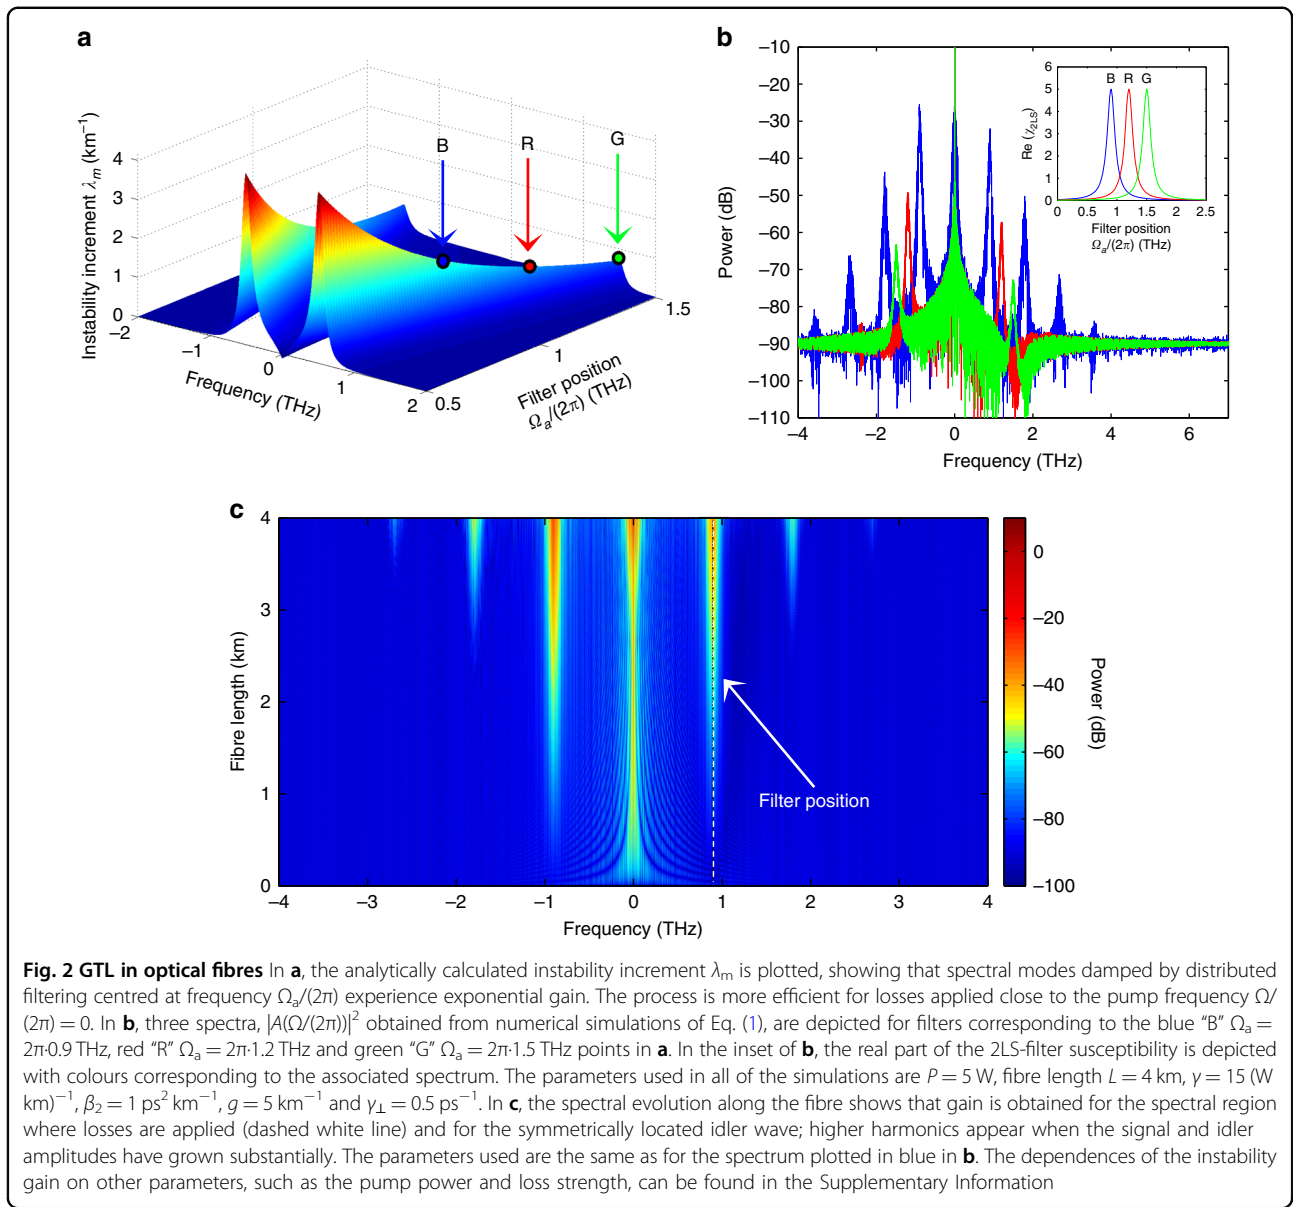 a
Instability increment λm (km−1)
4
3
2
1
0
−2
−1
0
1
2
Frequency (THz)
0.5
1
1.5
Filter position
Ωa/(2π) (THz)
B
R
G
b
−10
−20
−30
−40
−50
−60
−70
−80
−90
−100
−110
Power (dB)
−4
−2
0
2
4
6
Frequency (THz)
6
5
4
3
2
1
0
Re (χ2LS)
B R G
0 0.5 1 1.5 2 2.5
Filter position
Ωa/(2π) (THz)
c
4
3
2
1
0
Fibre length (km)
−4
−3
−2
−1
0
1
2
3
4
Frequency (THz)
Filter position
0
−20
−40
−60
−80
−100
Power (dB)
Fig. 2 GTL in optical fibres In a, the analytically calculated instability increment λm is plotted, showing that spectral modes damped by distributed
filtering centred at frequency Ωa/(2π) experience exponential gain. The process is more efficient for losses applied close to the pump frequency Ω/
(2π) = 0. In b, three spectra, |A(Ω/(2π))|2 obtained from numerical simulations of Eq. (1), are depicted for filters corresponding to the blue “B” Ωa =
2π·0.9 THz, red “R” Ωa = 2π·1.2 THz and green “G” Ωa = 2π·1.5 THz points in a. In the inset of b, the real part of the 2LS-filter susceptibility is depicted
with colours corresponding to the associated spectrum. The parameters used in all of the simulations are P = 5 W, fibre length L = 4 km, γ = 15 (W
km)−1, β2 = 1 ps2 km−1, g = 5 km−1 and γ⊥ = 0.5 ps−1. In c, the spectral evolution along the fibre shows that gain is obtained for the spectral region
where losses are applied (dashed white line) and for the symmetrically located idler wave; higher harmonics appear when the signal and idler
amplitudes have grown substantially. The parameters used are the same as for the spectrum plotted in blue in b. The dependences of the instability
gain on other parameters, such as the pump power and loss strength, can be found in the Supplementary Information